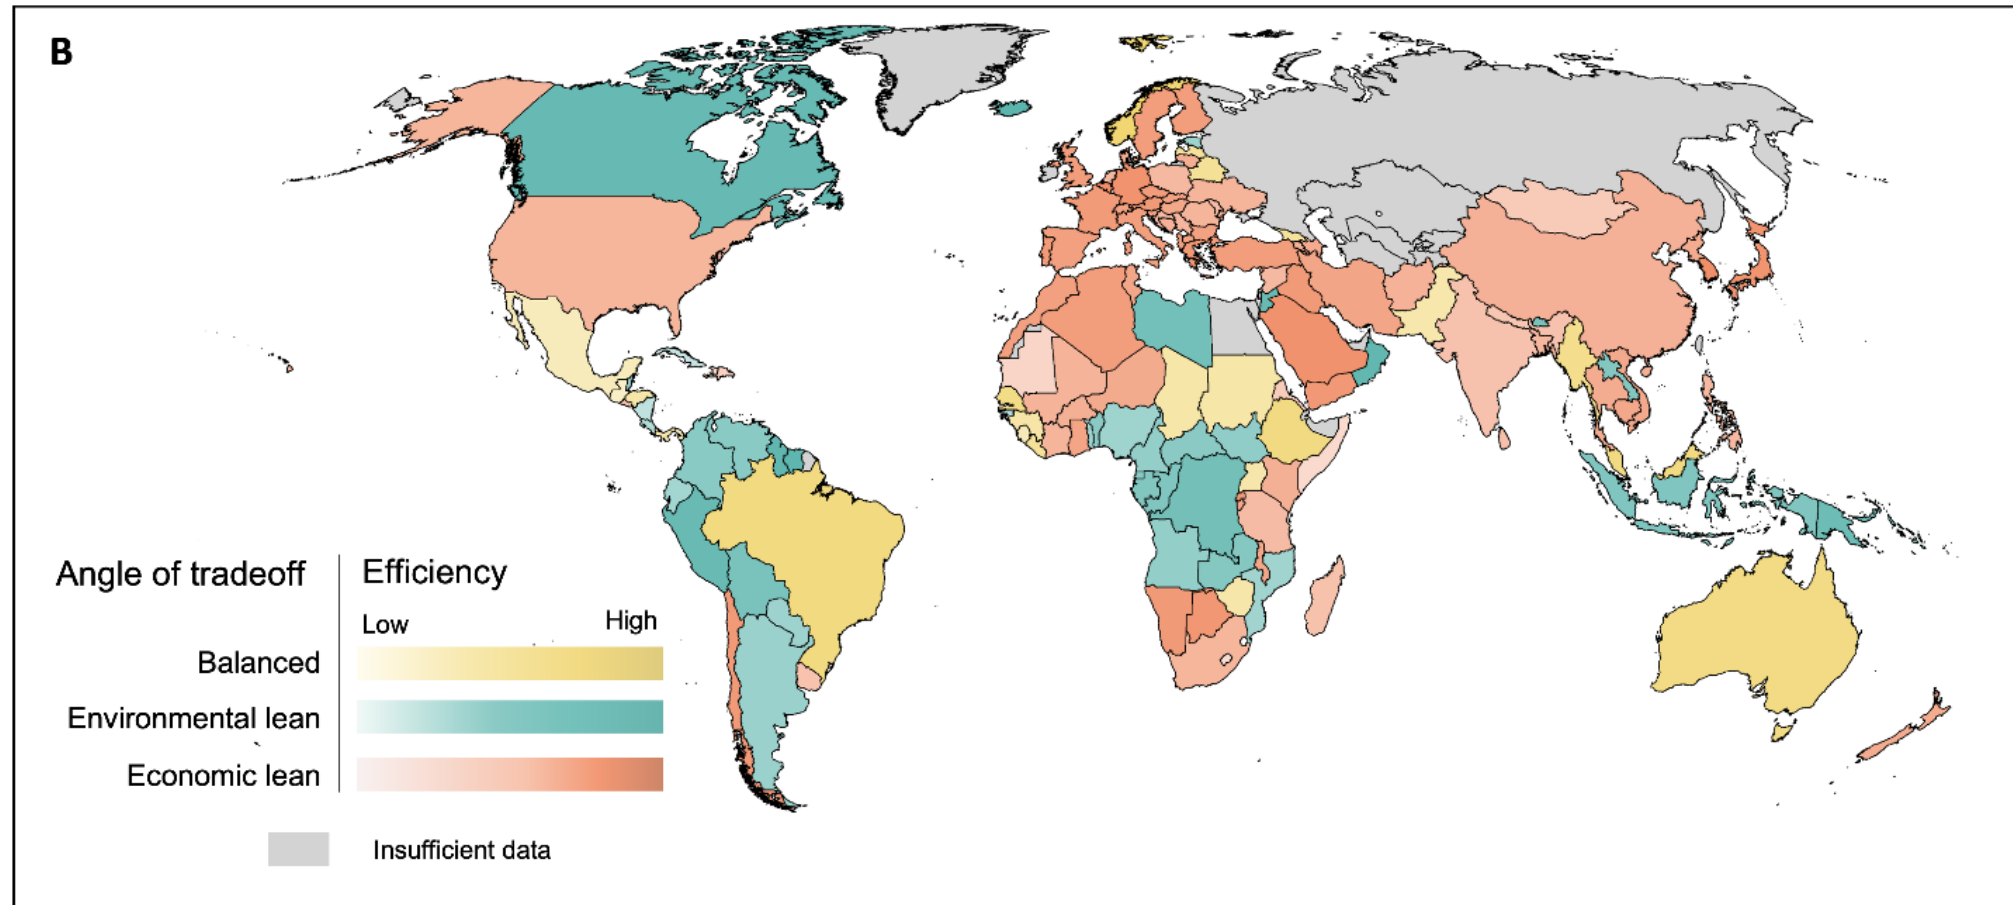 B
Angle of tradeoff
Efficiency
Low High
Balanced
Environmental lean
Economic lean
Insufficient data